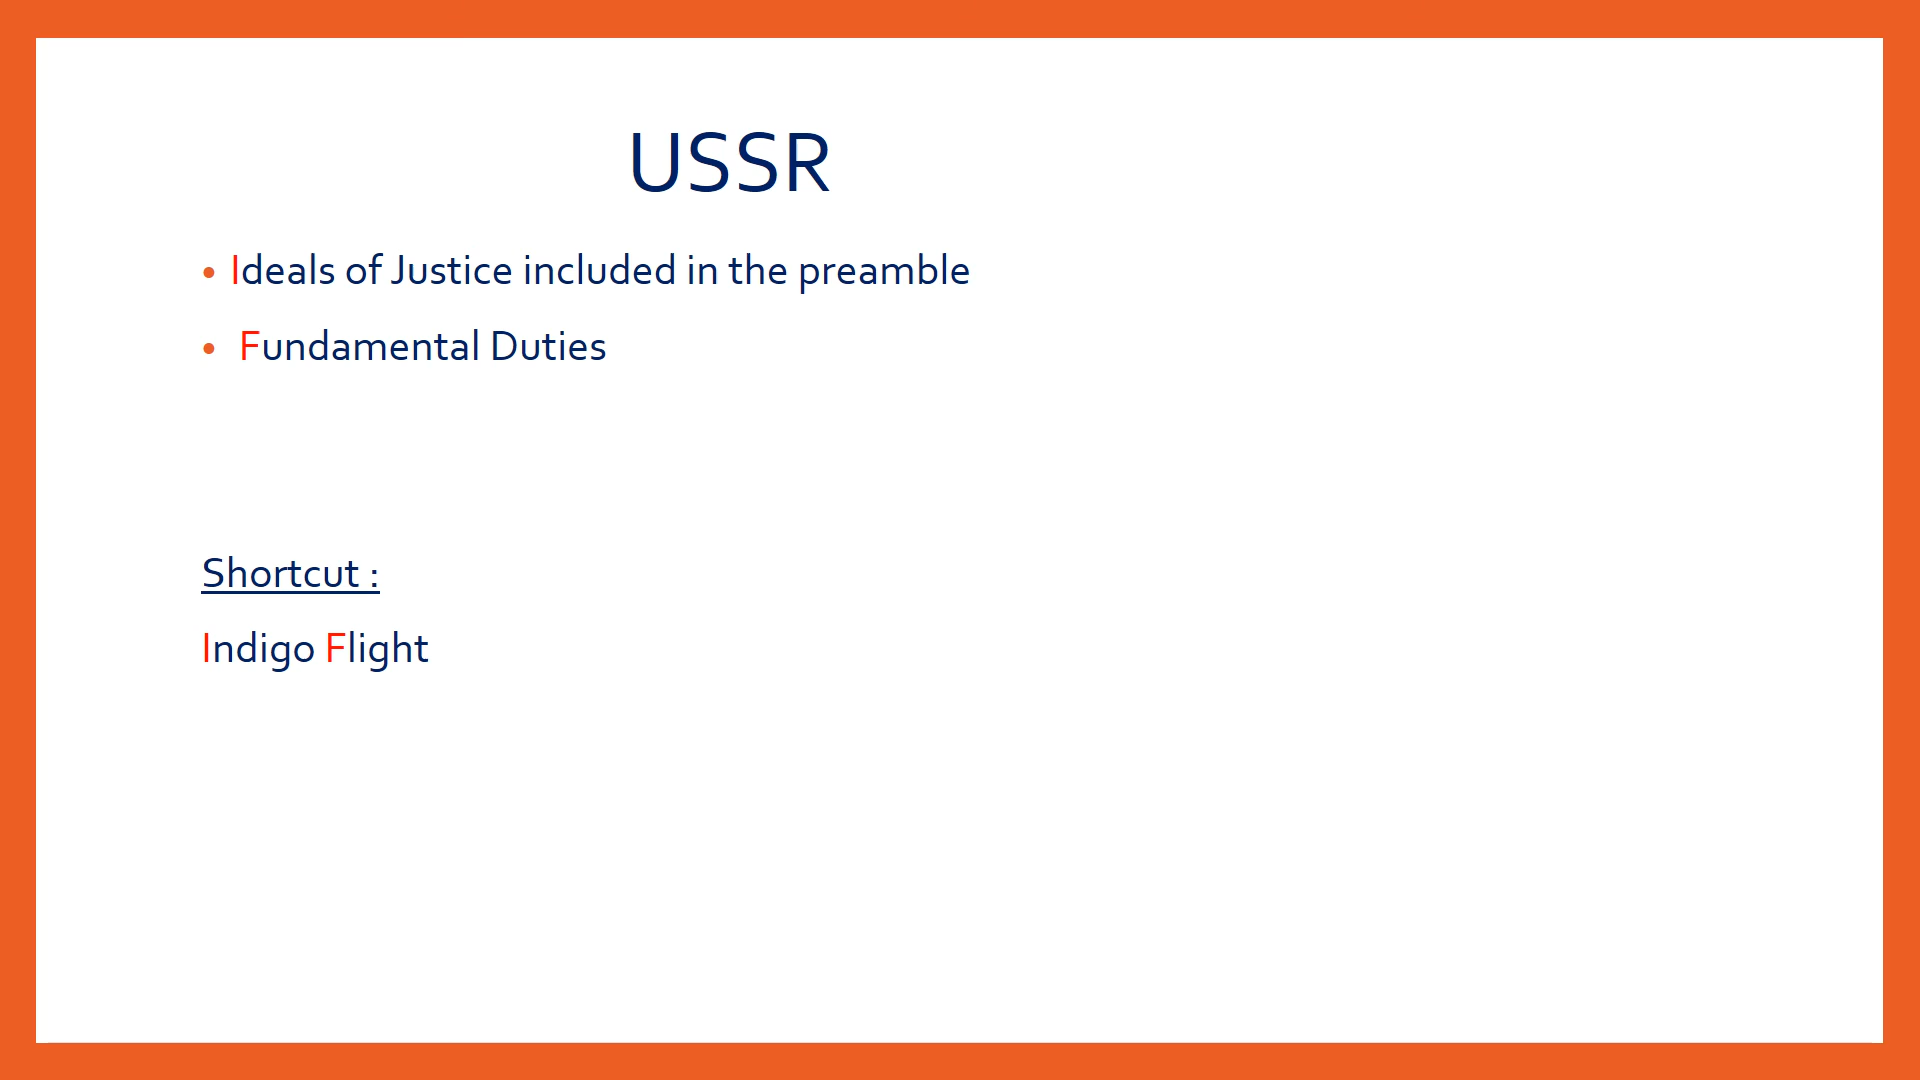 USSR
• Ideals of Justice included in the preamble
• Fundamental Duties
Shortcut :
Indigo Flight